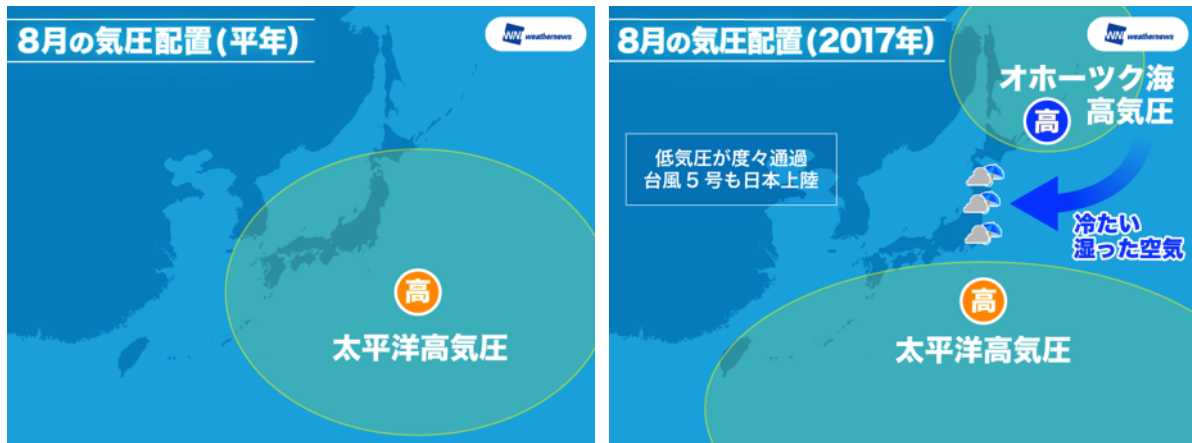 8月の気圧配置(平年)
weathernews
高
太平洋高気圧
8月の気圧配置(2017年)
weathernews
オホーツク海
高気圧
高
低気圧が度々通過
台風5号も日本上陸
冷たい
湿った空気
高
太平洋高気圧